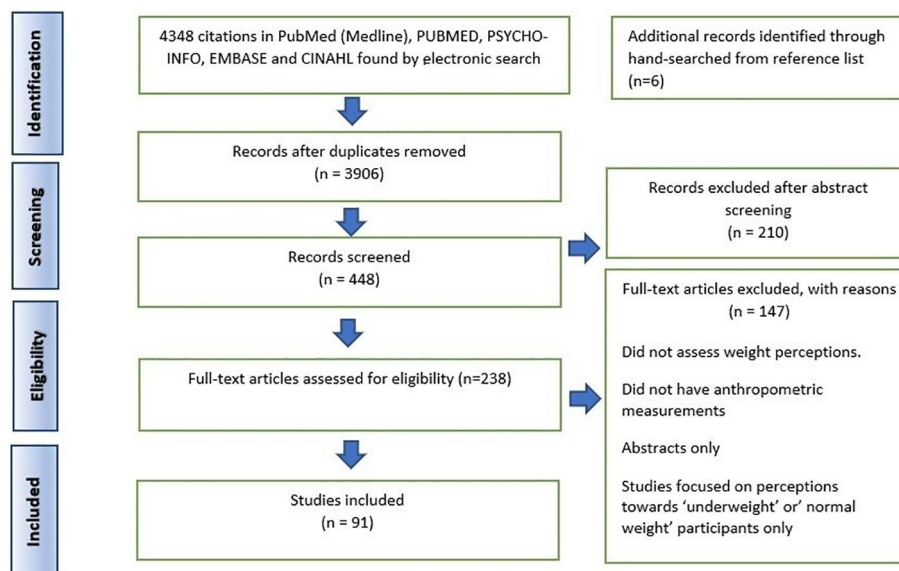 Identification
4348 citations in PubMed (Medline), PUBMED, PSYCHO-
INFO, EMBASE and CINAHL found by electronic search
Additional records identified through
hand-searched from reference list
(n=6)
Records after duplicates removed
(n = 3906)
Screening
Records excluded after abstract
screening
(n = 210)
Records screened
(n = 448)
Eligibility
Full-text articles assessed for eligibility (n=238)
Full-text articles excluded, with reasons
(n = 147)
Did not assess weight perceptions.
Did not have anthropometric
measurements
Abstracts only
Studies focused on perceptions
towards ‘underweight’ or’ normal
weight’ participants only
Included
Studies included
(n = 91)